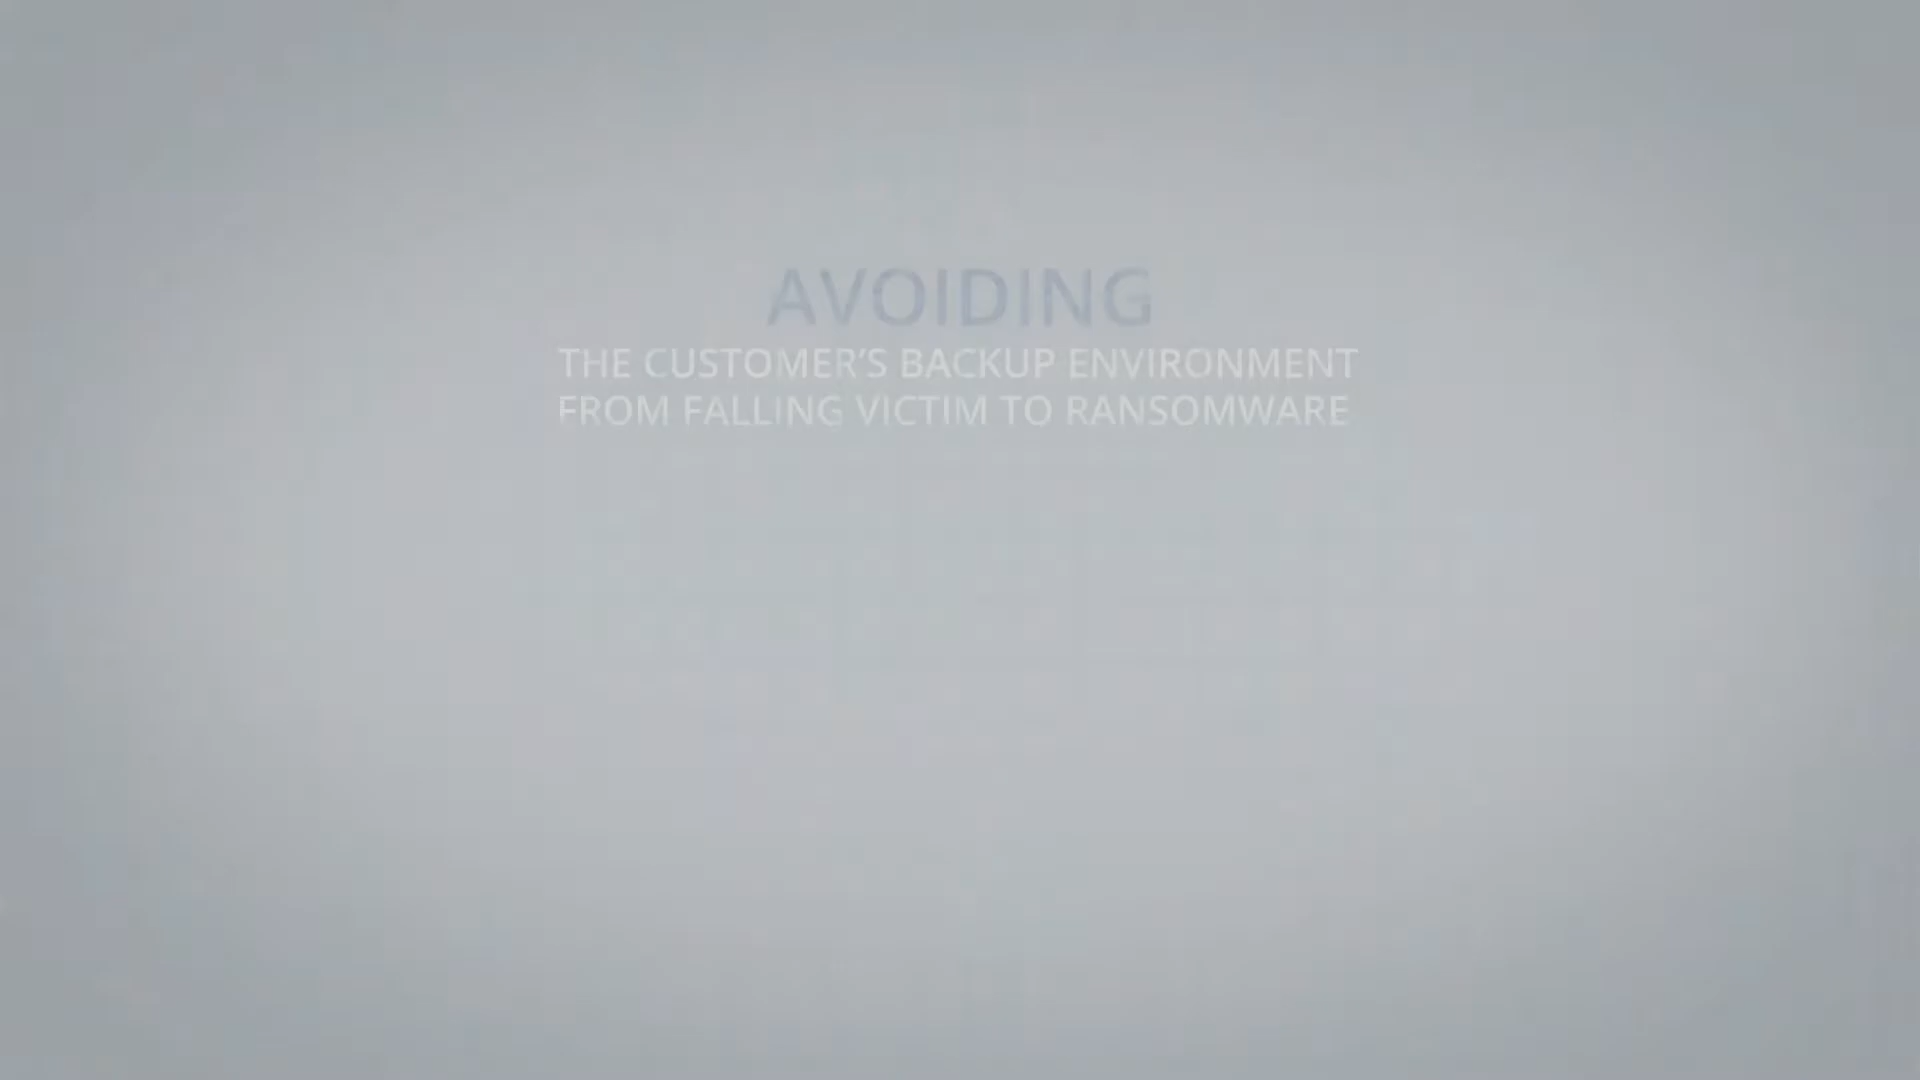 AVOIDING
THE CUSTOMER’S BACKUP ENVIRONMENT
FROM FALLING VICTIM TO RANSOMWARE